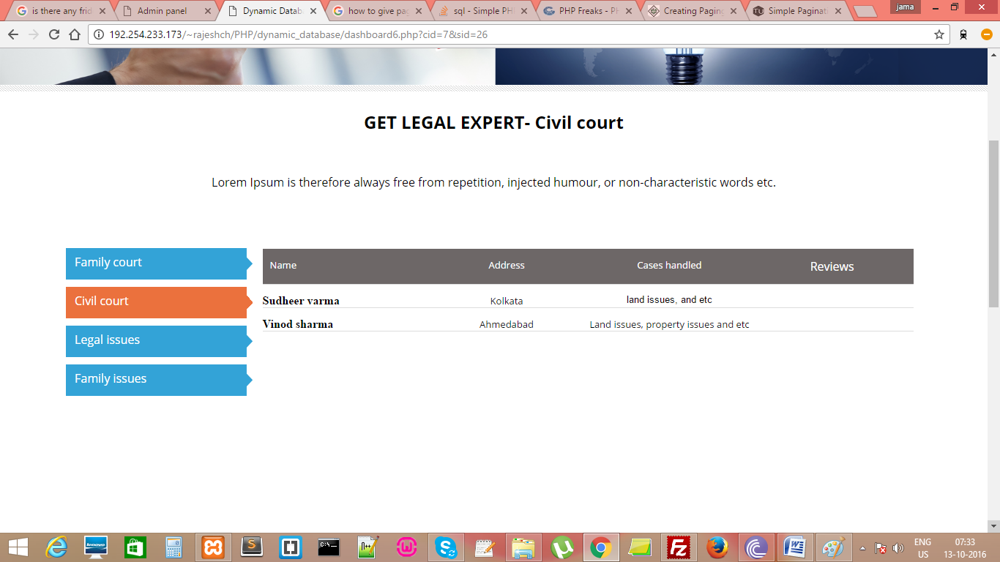 is there any frid
Admin panel
Dynamic Datab
how to give pag
sql - Simple PH
PHP Freaks - PH
Creating Paging
Simple Paginati
jama
192.254.233.173/~rajeshch/PHP/dynamic_database/dashboard6.php?cid=7&sid=26
GET LEGAL EXPERT- Civil court
Lorem Ipsum is therefore always free from repetition, injected humour, or non-characteristic words etc.
Family court
Civil court
Legal issues
Family issues
Name Address Cases handled Reviews
Sudheer varma Kolkata land issues, and etc
Vinod sharma Ahmedabad Land issues, property issues and etc
lenovo
C:\
ENG
US
07:33
13-10-2016